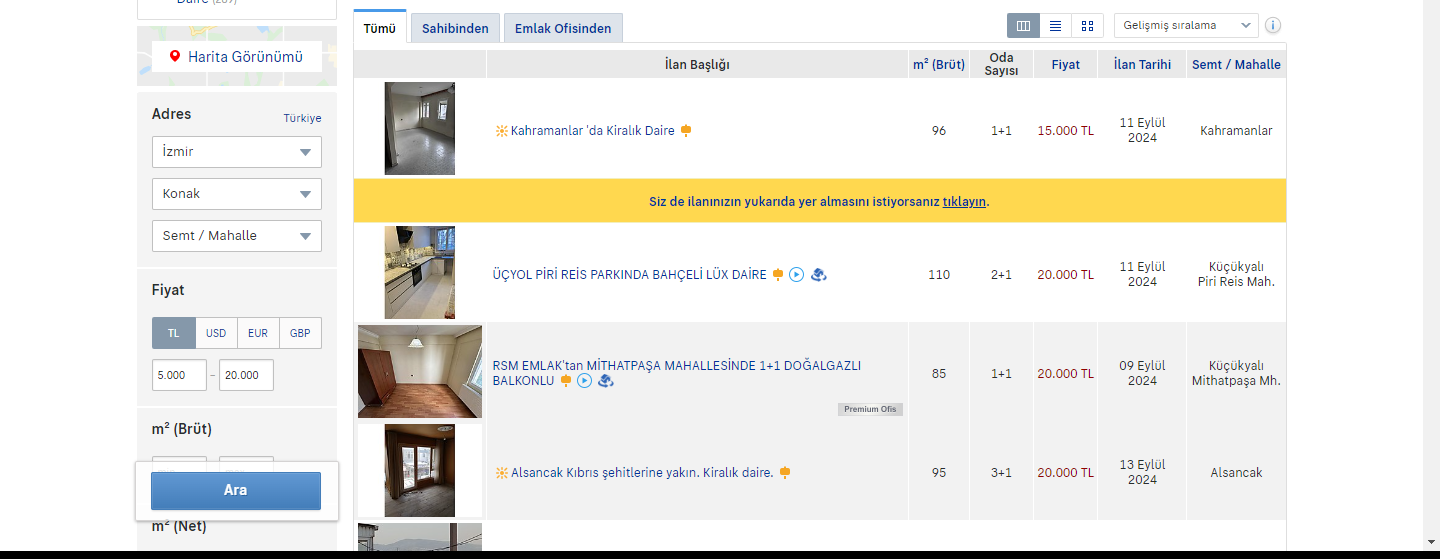 Daire (209)
Harita Görünümü
Adres
Türkiye
İzmir
Konak
Semt / Mahalle
Fiyat
TL
USD
EUR
GBP
5.000 - 20.000
m² (Brüt)
Ara
m² (Net)
Tümü
Sahibinden
Emlak Ofisinden
Gelişmiş sıralama
i
İlan Başlığı
m² (Brüt)
Oda
Sayısı
Fiyat
İlan Tarihi
Semt / Mahalle
Kahramanlar 'da Kiralık Daire
96
1+1
15.000 TL
11 Eylül
2024
Kahramanlar
Siz de ilanınızın yukarıda yer almasını istiyorsanız tıklayın.
ÜÇYOL PİRİ REİS PARKINDA BAHÇELİ LÜX DAİRE
110
2+1
20.000 TL
11 Eylül
2024
Küçükyalı
Piri Reis Mah.
RSM EMLAK'tan MİTHATPAŞA MAHALLESİNDE 1+1 DOĞALGAZLI
BALKONLU
Premium Ofis
85
1+1
20.000 TL
09 Eylül
2024
Küçükyalı
Mithatpaşa Mh.
Alsancak Kıbrıs şehitlerine yakın. Kiralık daire.
95
3+1
20.000 TL
13 Eylül
2024
Alsancak